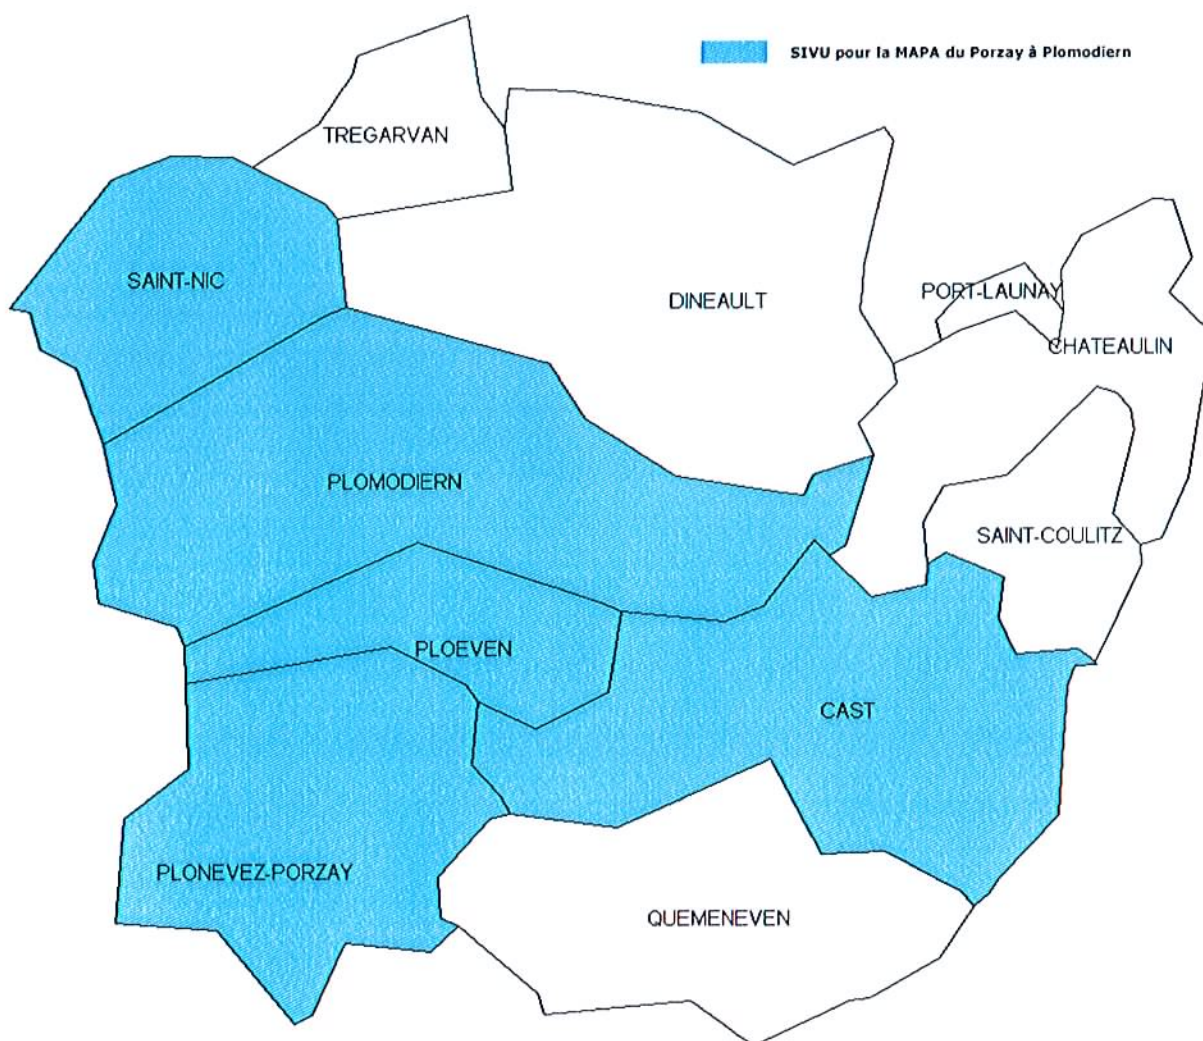 SIVU pour la MAPA du Porzay à Plomodiern
TREGARVAN
SAINT-NIC
DINEAULT
PORT-LAUNAY
CHATEAULIN
PLOMODIERN
SAINT-COULITZ
PLOEVEN
CAST
PLONEVEZ-PORZAY
QUEMENEVEN